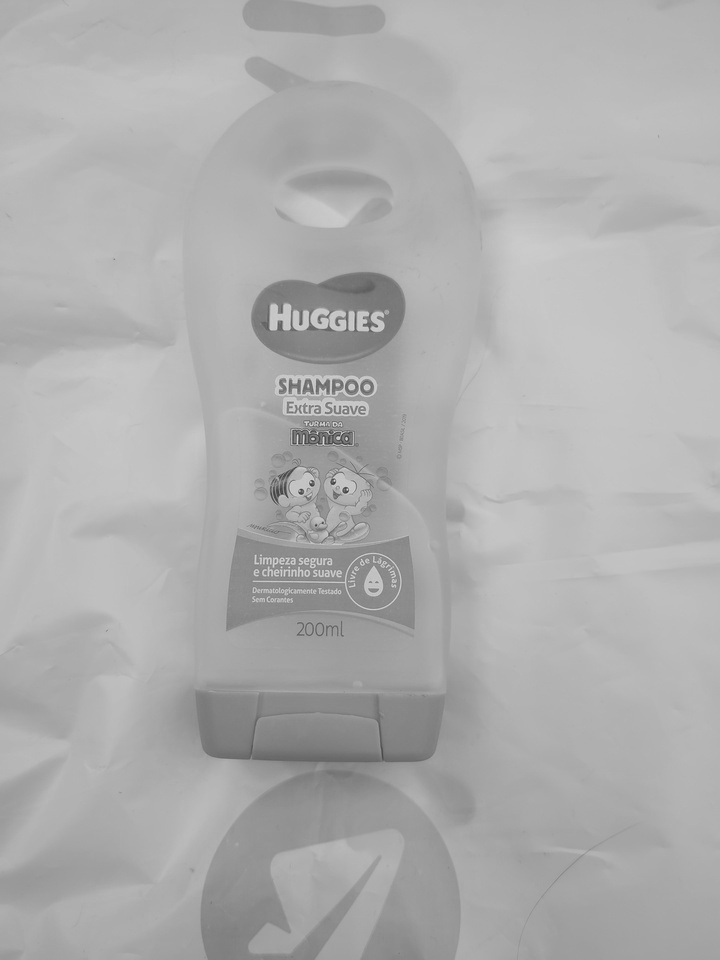 HUGGIES®
SHAMPOO
Extra Suave
TURMA DA
Mônica
Limpeza segura
e cheirinho suave
Dermatologicamente Testado
Sem Corantes
Livre de Lágrimas
200ml